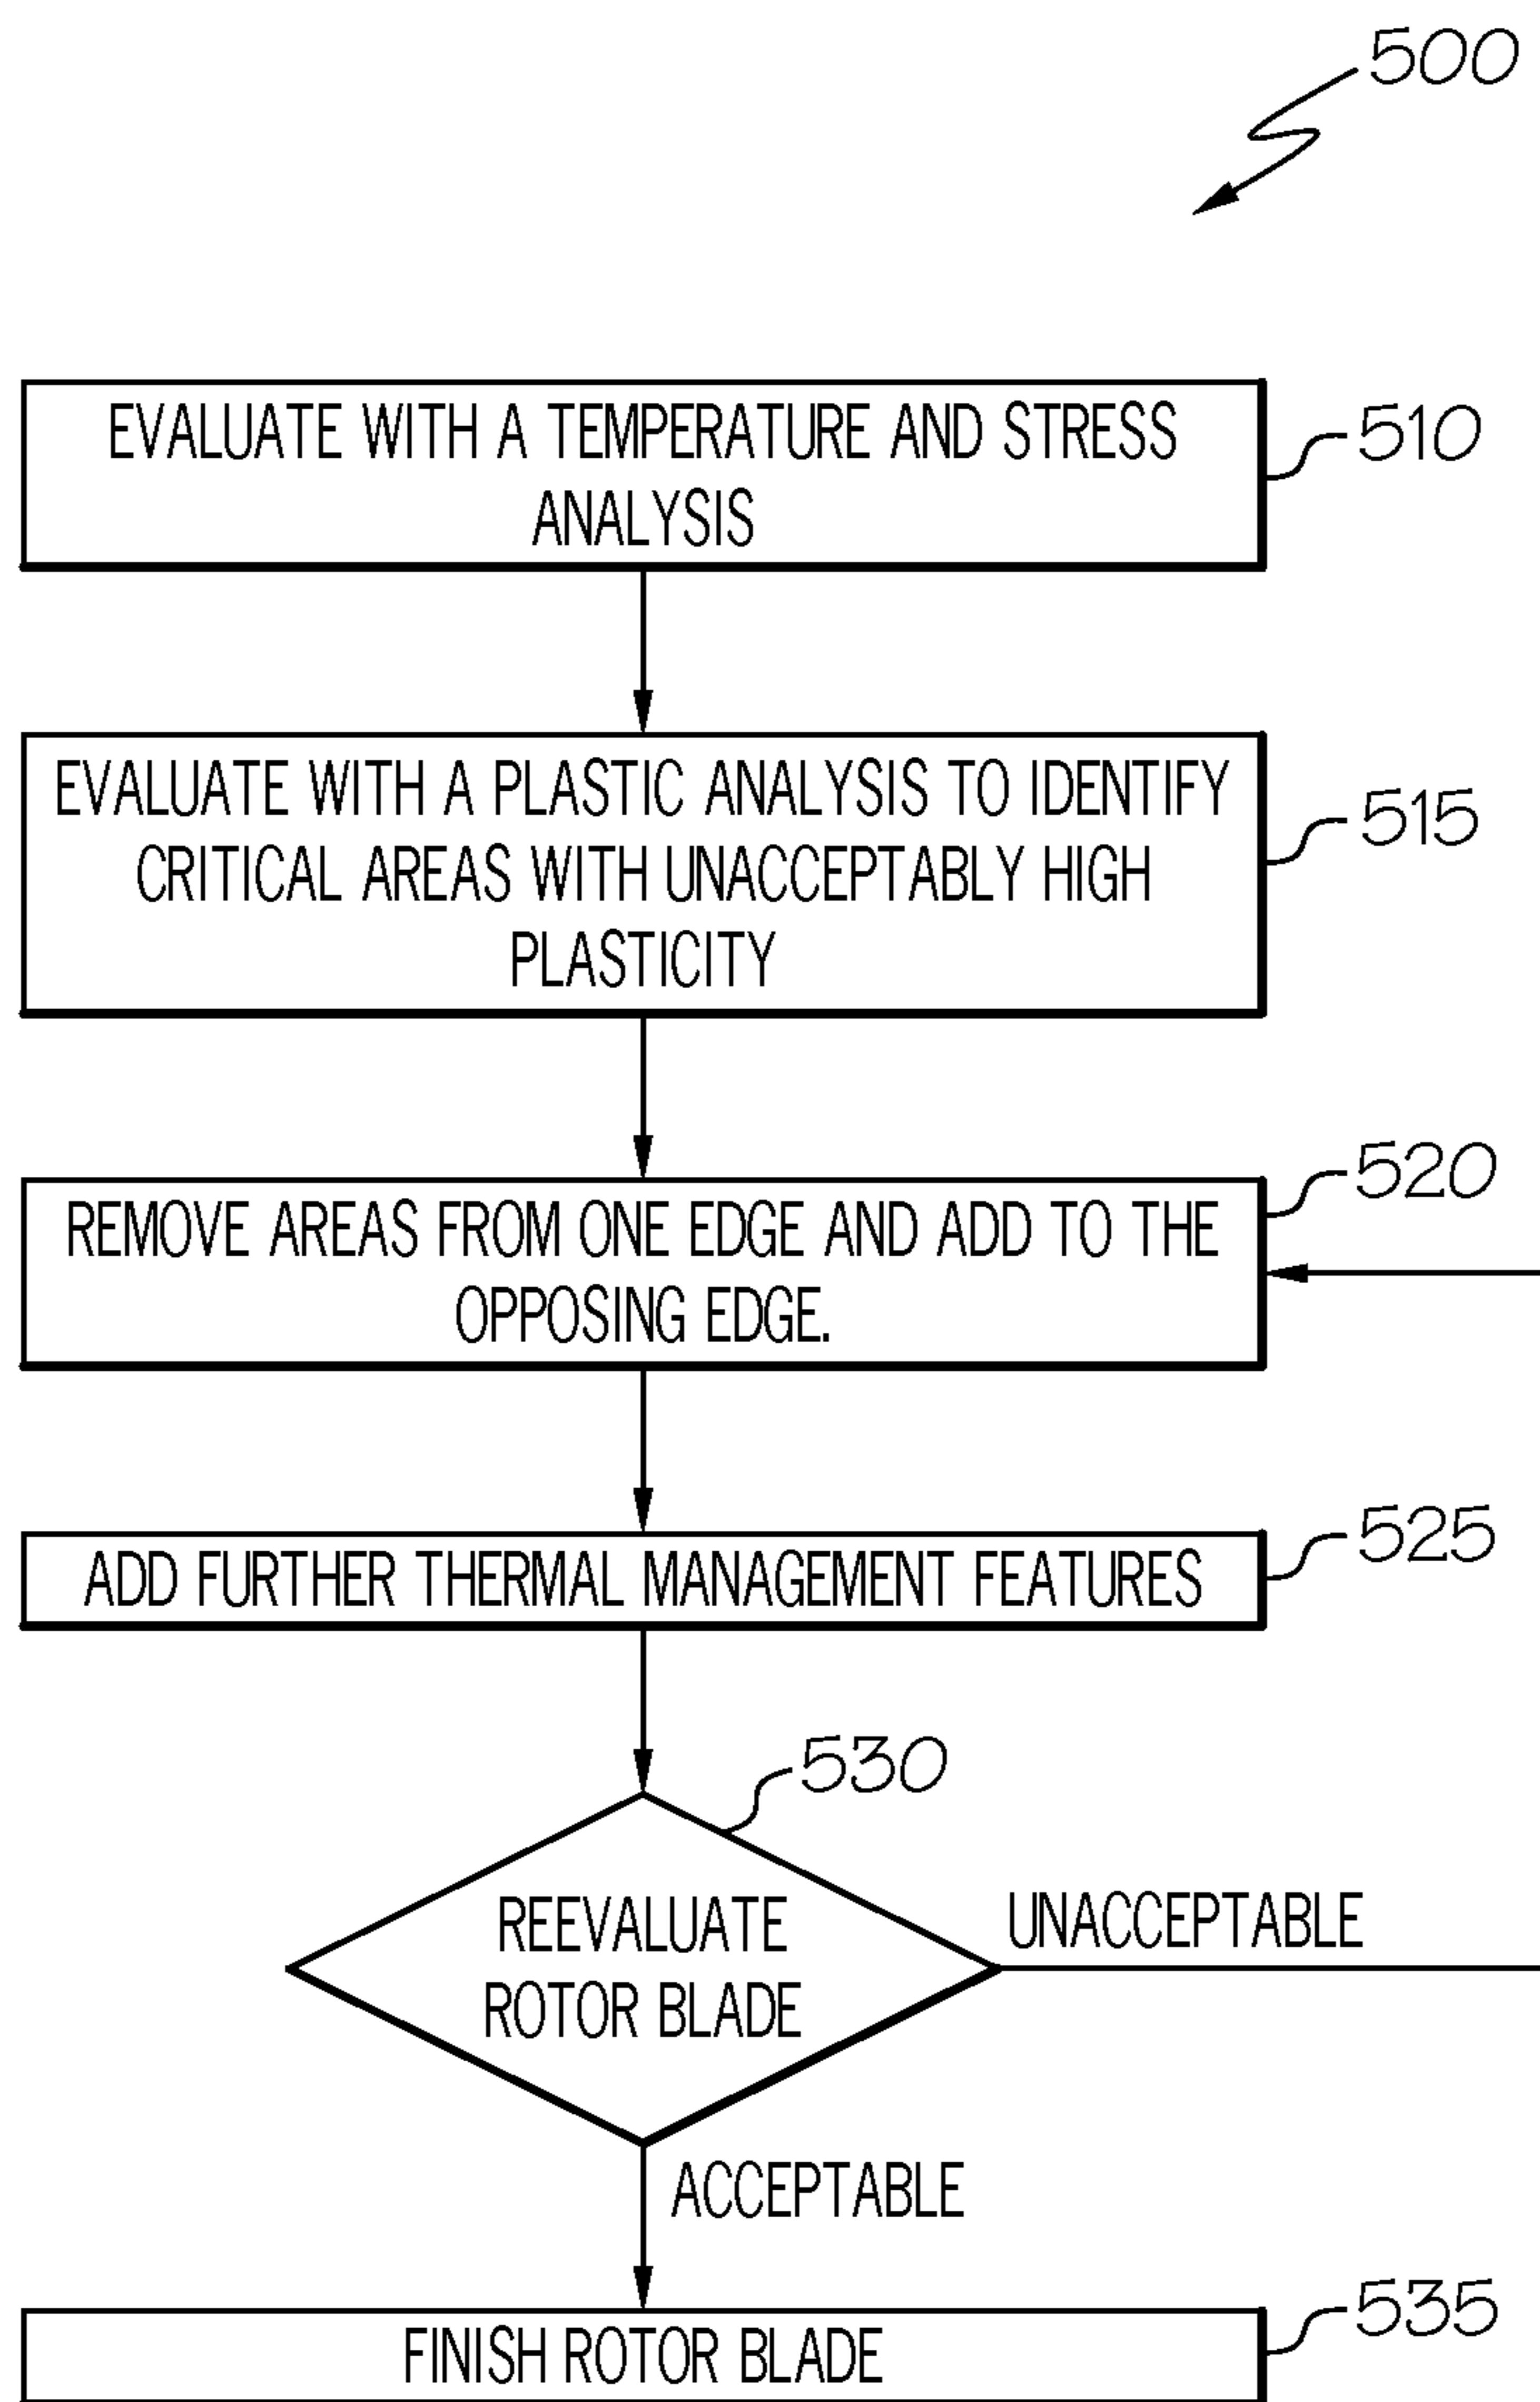 500
EVALUATE WITH A TEMPERATURE AND STRESS
ANALYSIS
510
EVALUATE WITH A PLASTIC ANALYSIS TO IDENTIFY
CRITICAL AREAS WITH UNACCEPTABLY HIGH
PLASTICITY
515
REMOVE AREAS FROM ONE EDGE AND ADD TO THE
OPPOSING EDGE.
520
ADD FURTHER THERMAL MANAGEMENT FEATURES
525
530
REEVALUATE
ROTOR BLADE
UNACCEPTABLE
ACCEPTABLE
FINISH ROTOR BLADE
535